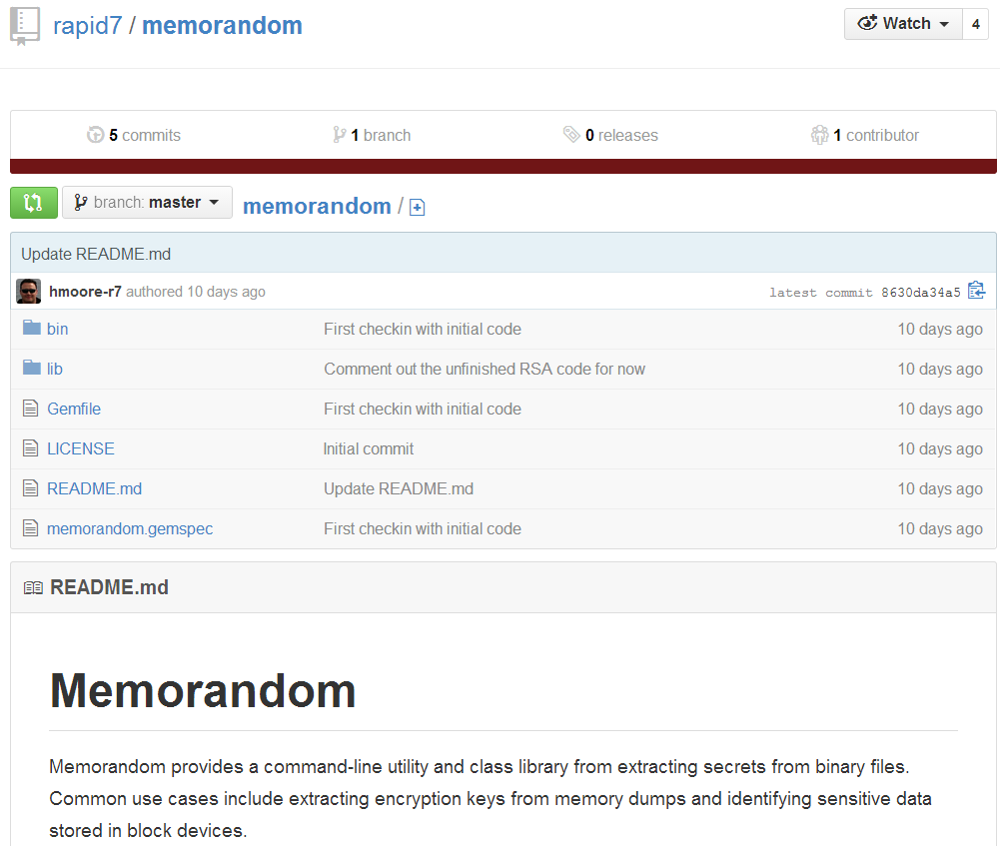 rapid7 / memorandom
Watch 4
5 commits 1 branch 0 releases 1 contributor
branch: master memorandom /
Update README.md
hmoore-r7 authored 10 days ago latest commit 8630da34a5
bin First checkin with initial code 10 days ago
lib Comment out the unfinished RSA code for now 10 days ago
Gemfile First checkin with initial code 10 days ago
LICENSE Initial commit 10 days ago
README.md Update README.md 10 days ago
memorandom.gemspec First checkin with initial code 10 days ago
README.md
Memorandom
Memorandom provides a command-line utility and class library from extracting secrets from binary files.
Common use cases include extracting encryption keys from memory dumps and identifying sensitive data
stored in block devices.